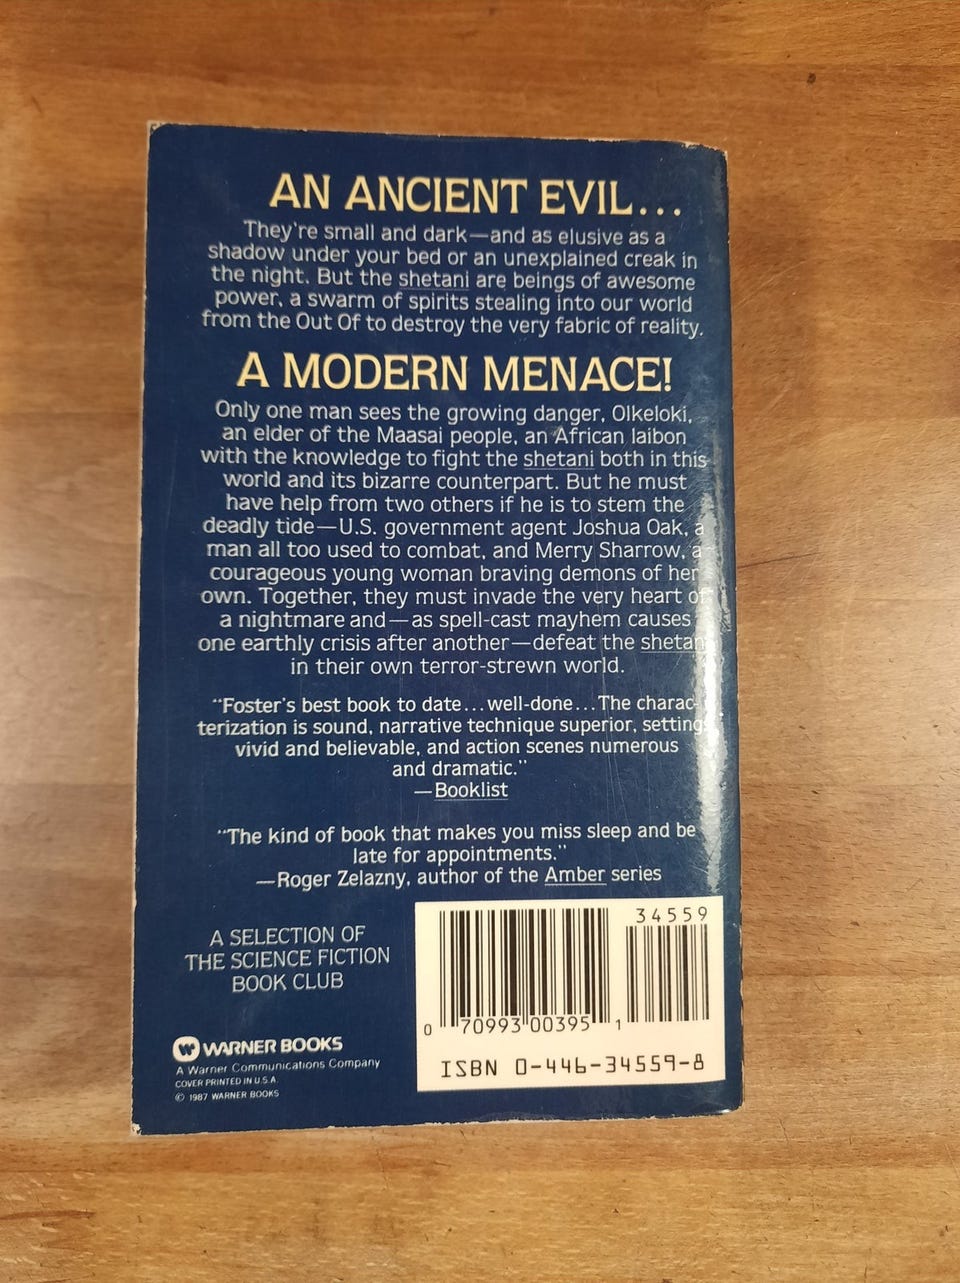 AN ANCIENT EVIL...
They're small and dark—and as elusive as a
shadow under your bed or an unexplained creak in
the night. But the shetani are beings of awesome
power, a swarm of spirits stealing into our world
from the Out Of to destroy the very fabric of reality.
A MODERN MENACE!
Only one man sees the growing danger, Olkeloki,
an elder of the Maasai people, an African laibon
with the knowledge to fight the shetani both in this
world and its bizarre counterpart. But he must
have help from two others if he is to stem the
deadly tide—U.S. government agent Joshua Oak, a
man all too used to combat, and Merry Sharrow, a
courageous young woman braving demons of her
own. Together, they must invade the very heart of
a nightmare and—as spell-cast mayhem causes
one earthly crisis after another—defeat the shetani
in their own terror-strewn world.
"Foster's best book to date...well-done...The charac-
terization is sound, narrative technique superior, settings
vivid and believable, and action scenes numerous
and dramatic."
—Booklist
"The kind of book that makes you miss sleep and be
late for appointments."
—Roger Zelazny, author of the Amber series
A SELECTION OF
THE SCIENCE FICTION
BOOK CLUB
WARNER BOOKS
A Warner Communications Company
COVER PRINTED IN U.S.A.
© 1987 WARNER BOOKS
34559
0 70993 00395 1
ISBN 0-446-34559-8